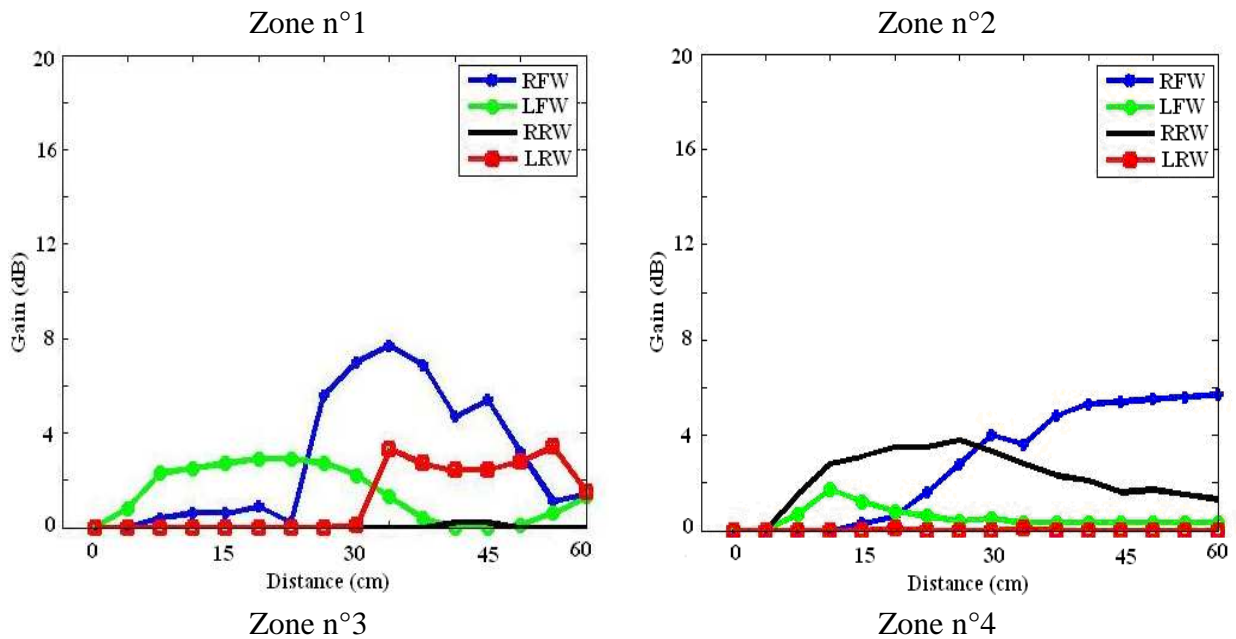 Zone n°1
Zone n°2
20
16
12
8
4
0
Gain (dB)
0
15
30
45
60
Distance (cm)
RFW
LFW
RRW
LRW
20
16
12
8
4
0
Gain (dB)
0
15
30
45
60
Distance (cm)
RFW
LFW
RRW
LRW
Zone n°3
Zone n°4